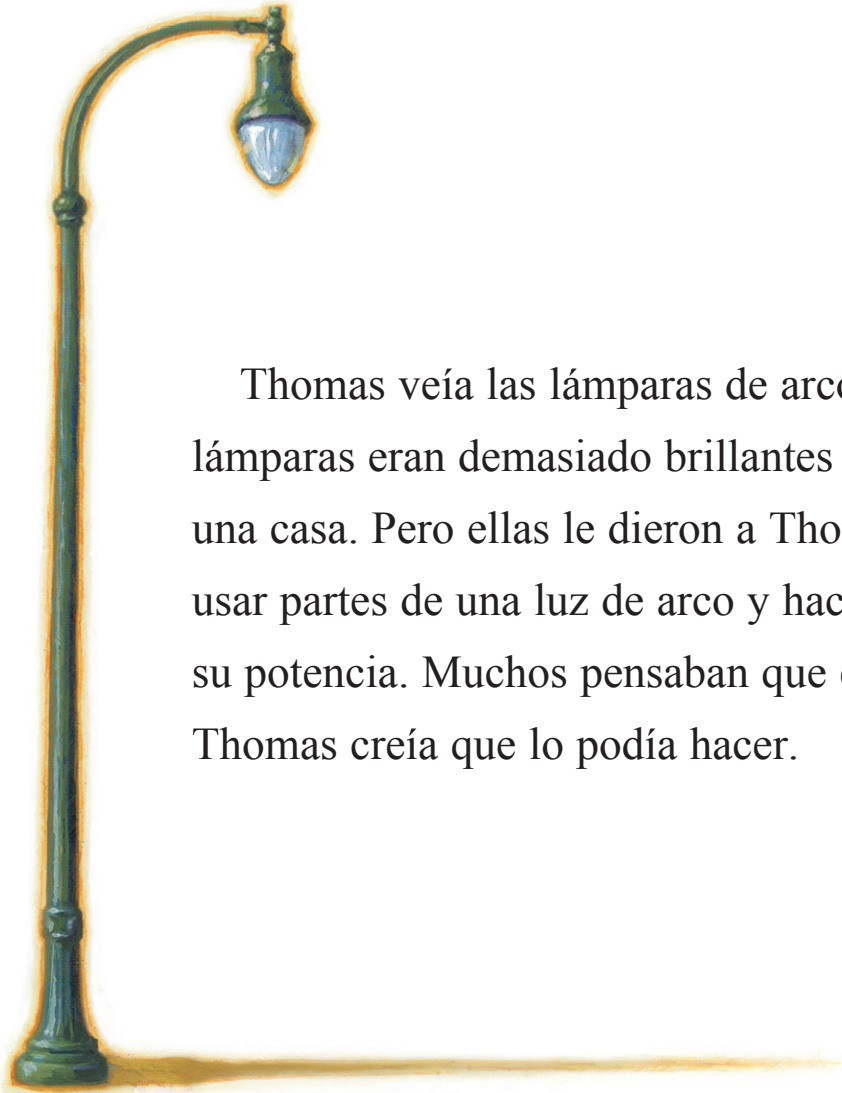 Thomas veía las lámparas de arco
lámparas eran demasiado brillantes
una casa. Pero ellas le dieron a Tho
usar partes de una luz de arco y hac
su potencia. Muchos pensaban que
Thomas creía que lo podía hacer.